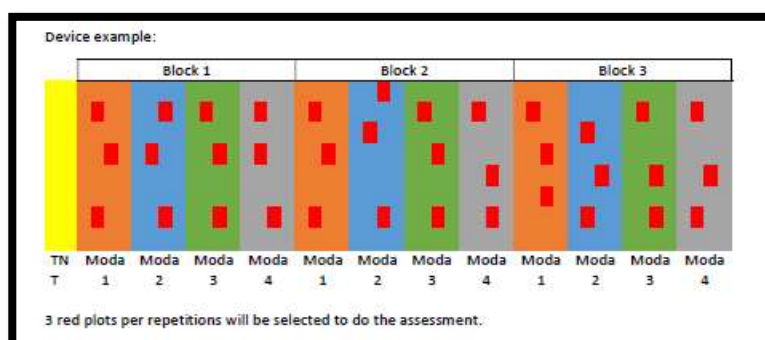 Device example:
Block 1 Block 2 Block 3
TN Moda Moda Moda Moda Moda Moda Moda Moda Moda Moda Moda Moda
T 1 2 3 4 1 2 3 4 1 2 3 4
3 red plots per repetitions will be selected to do the assessment.